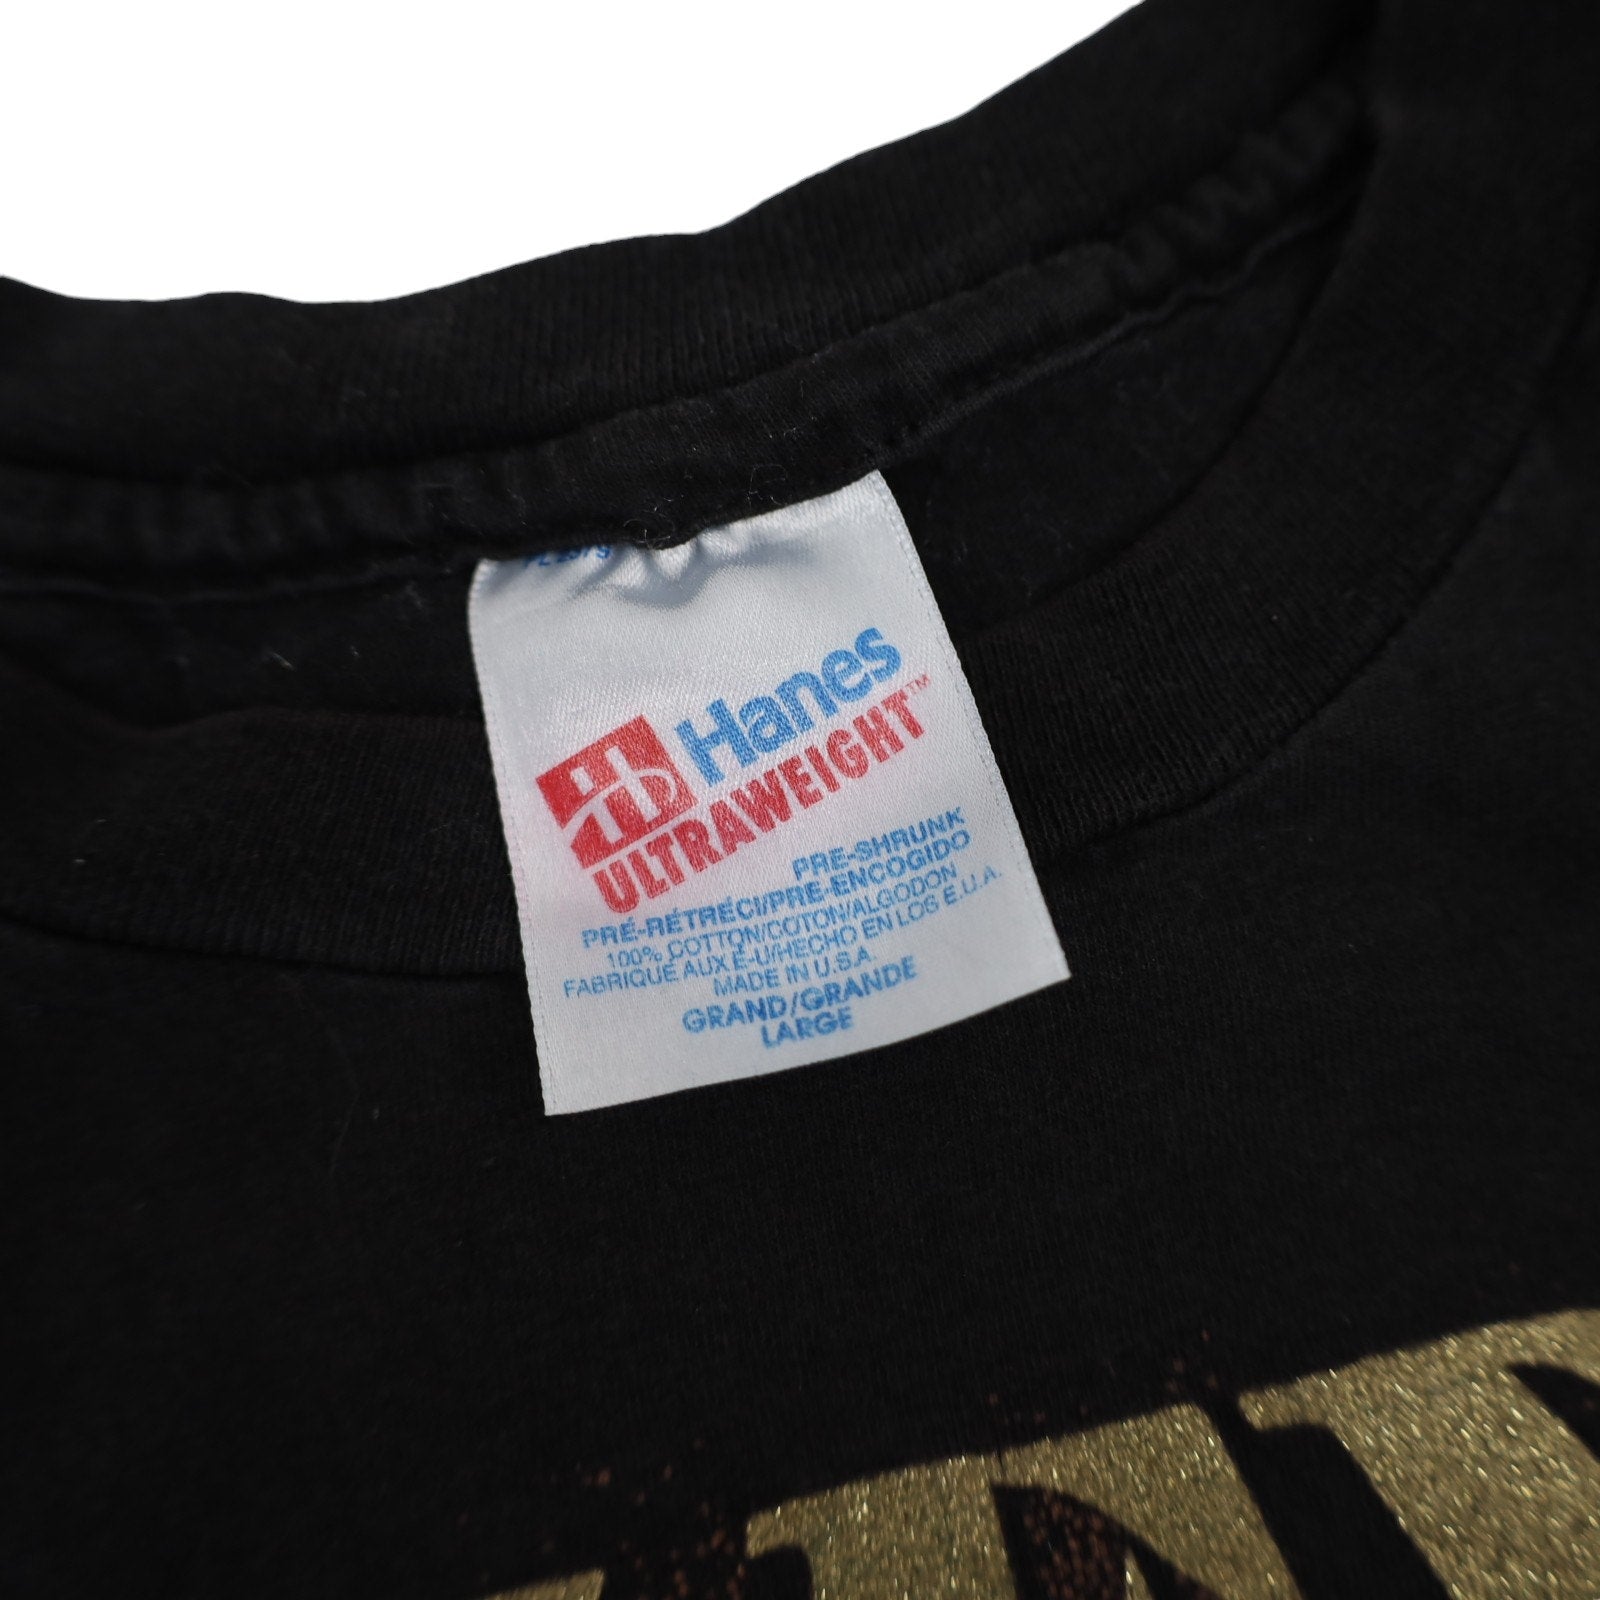 Hanes
ULTRAWEIGHT™
PRE-SHRUNK
PRÉ-RÉTRÉCI/PRE-ENCOGIDO
100% COTTON/COTON/ALGODON
FABRIQUÉ AUX É-U/HECHO EN LOS E.U.A.
MADE IN U.S.A.
GRAND/GRANDE
LARGE